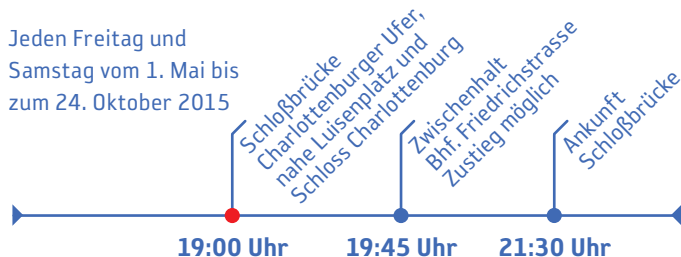 Jeden Freitag und
Samstag vom 1. Mai bis
zum 24. Oktober 2015
Schloßbrücke
Charlottenburger Ufer,
nahe Luisenplatz und
Schloss Charlottenburg
Zwischenhalt
Bhf. Friedrichstrasse
Zustieg möglich
Ankunft
Schloßbrücke
19:00 Uhr
19:45 Uhr
21:30 Uhr